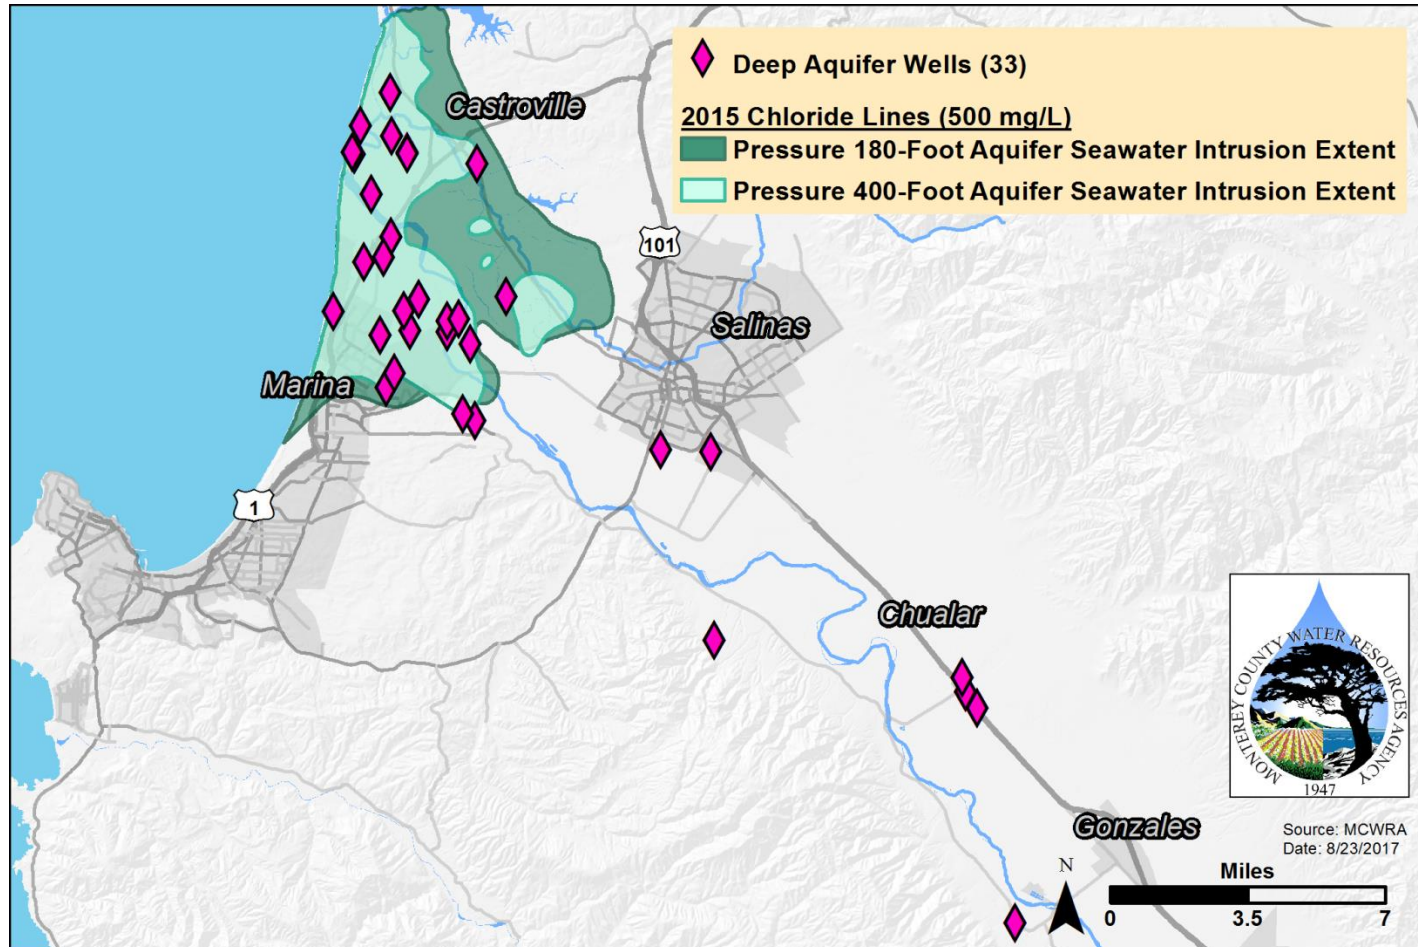 Deep Aquifer Wells (33)
2015 Chloride Lines (500 mg/L)
Pressure 180-Foot Aquifer Seawater Intrusion Extent
Pressure 400-Foot Aquifer Seawater Intrusion Extent
Castroville
101
Salinas
Marina
1
Chualar
Gonzales
MONTEREY COUNTY WATER RESOURCES AGENCY
1947
Source: MCWRA
Date: 8/23/2017
N
Miles
0 3.5 7